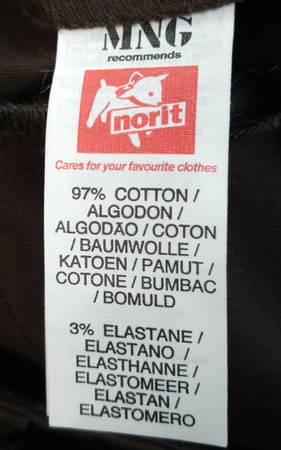 MNG
recommends
norit
Cares for your favourite clothes
97% COTTON /
ALGODON /
ALGODÃO / COTON
/ BAUMWOLLE /
KATOEN / PAMUT /
COTONE / BUMBAC
/ BOMULD
3% ELASTANE /
ELASTANO /
ELASTHANNE /
ELASTOMEER /
ELASTAN /
ELASTOMERO